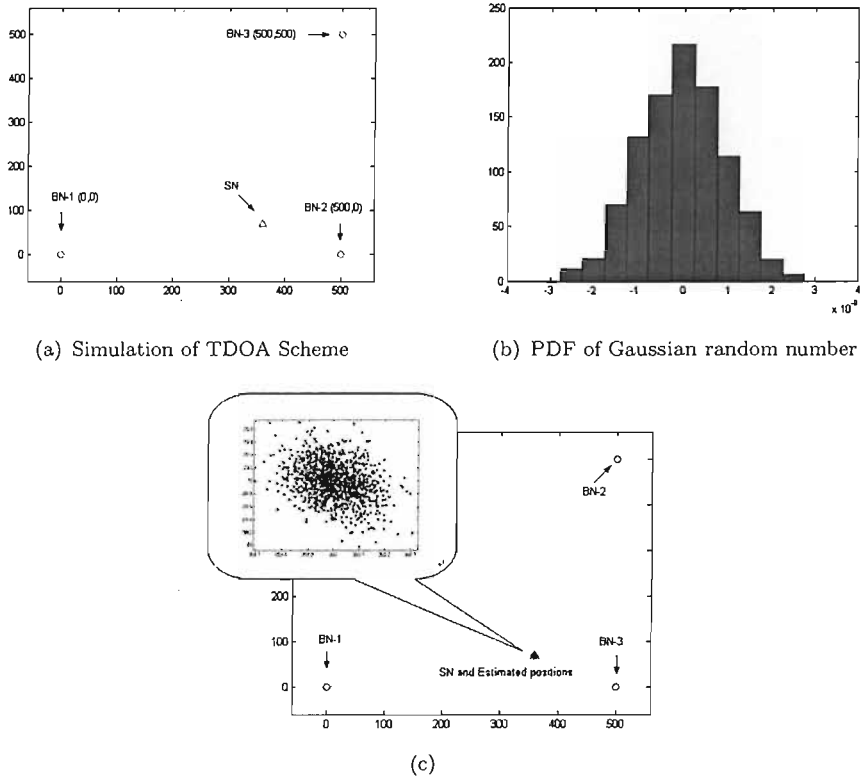 500
BN-3 (500,500)
400
300
200
SN
BN-1 (0,0)
BN-2 (500,0)
100
0
0 100 200 300 400 500
250
200
150
100
50
0
-4 -3 -2 -1 0 1 2 3 4
(a) Simulation of TDOA Scheme
(b) PDF of Gaussian random number
BN-2
200
BN-1
BN-3
100
SN and Estimated positions
0
0 100 200 300 400 500
(c)